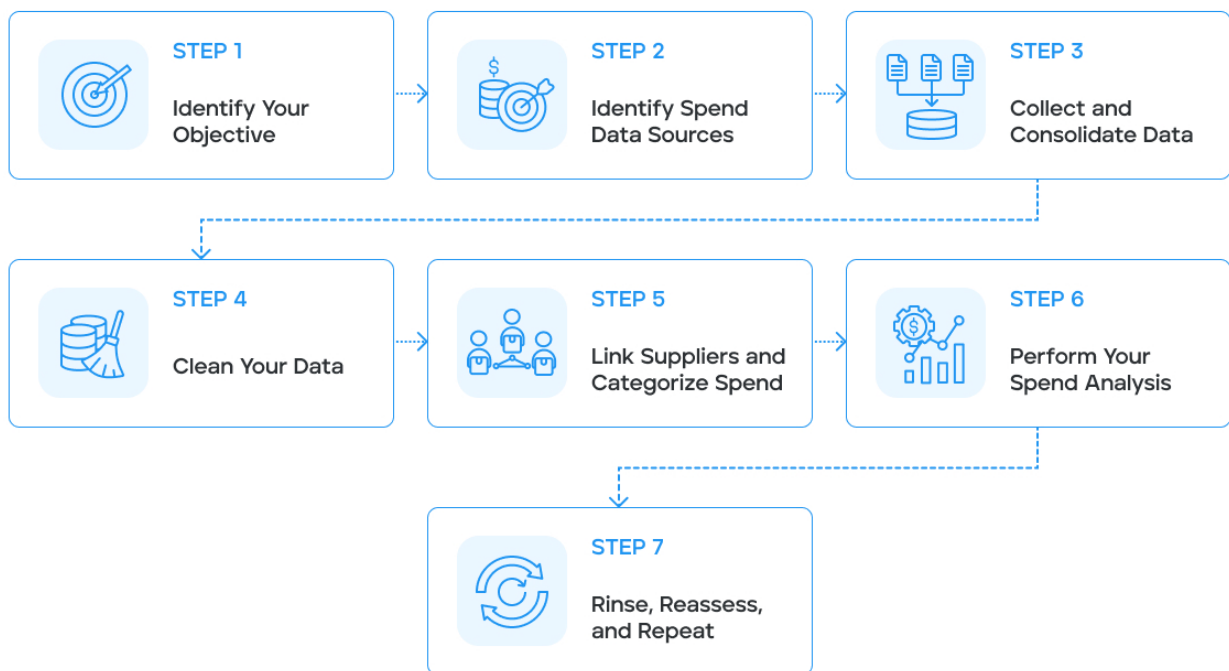 STEP 1
Identify Your
Objective
STEP 2
$
Identify Spend
Data Sources
STEP 3
Collect and
Consolidate Data
STEP 4
Clean Your Data
STEP 5
Link Suppliers and
Categorize Spend
STEP 6
$
Perform Your
Spend Analysis
STEP 7
Rinse, Reassess,
and Repeat